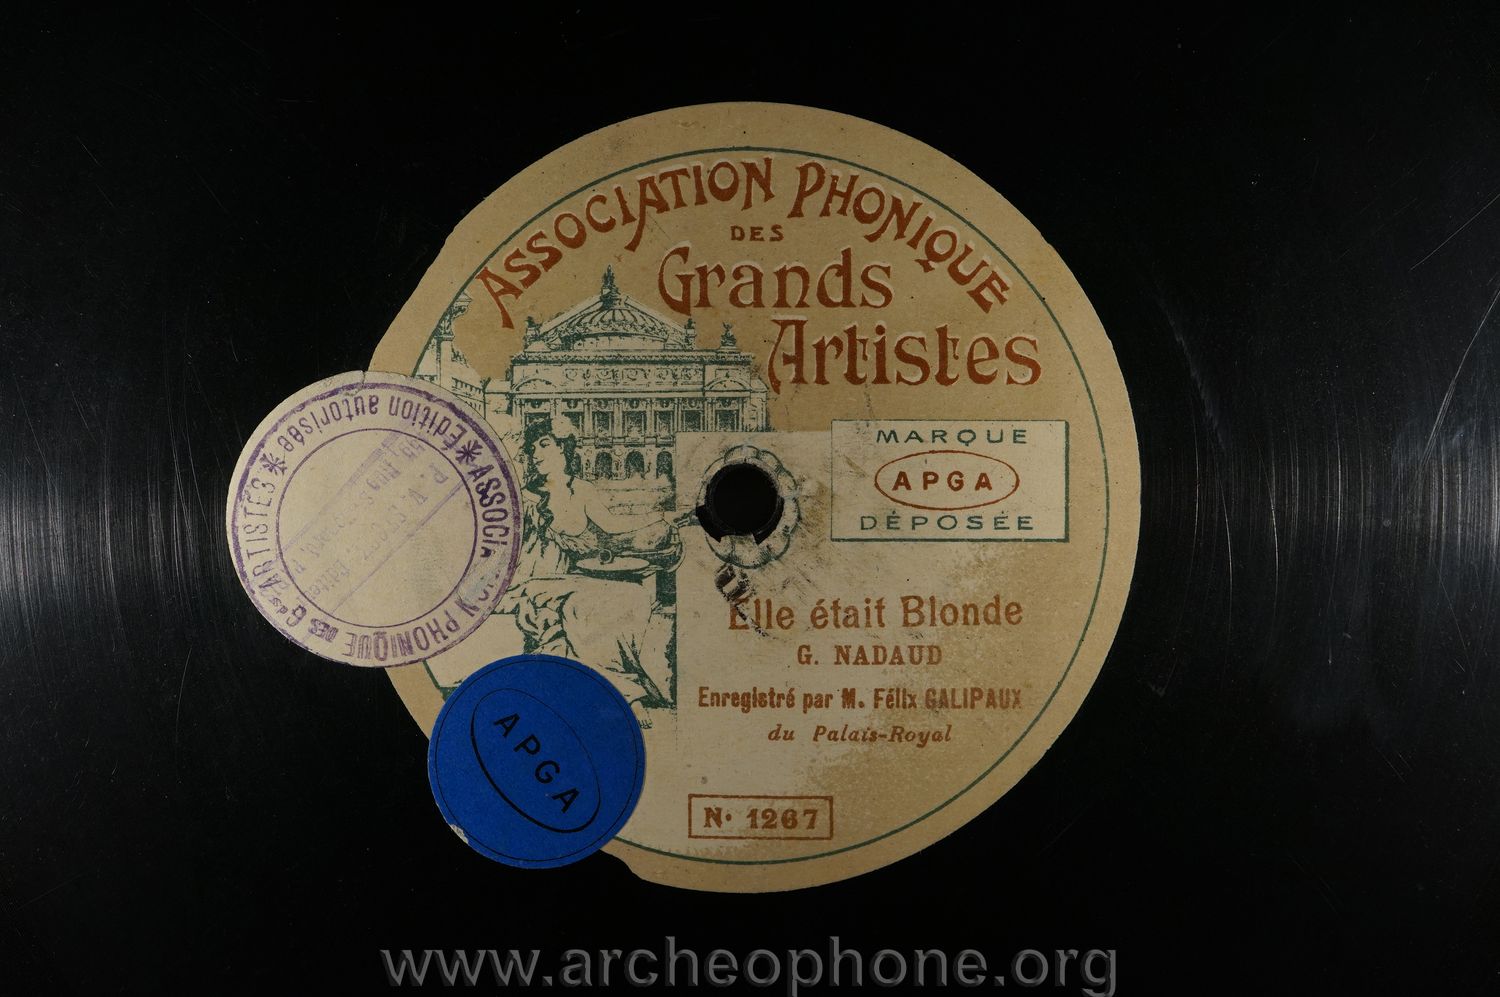 ASSOCIATION PHONIQUE
DES
Grands
Artistes
MARQUE
APGA
DÉPOSÉE
Elle était Blonde
G. NADAUD
Enregistré par M. Félix GALIPAUX
du Palais-Royal
N. 1267
ASSOCIATION PHONIQUE DES Gds ARTISTES
Edition autorisée
APGA
www.archeophone.org